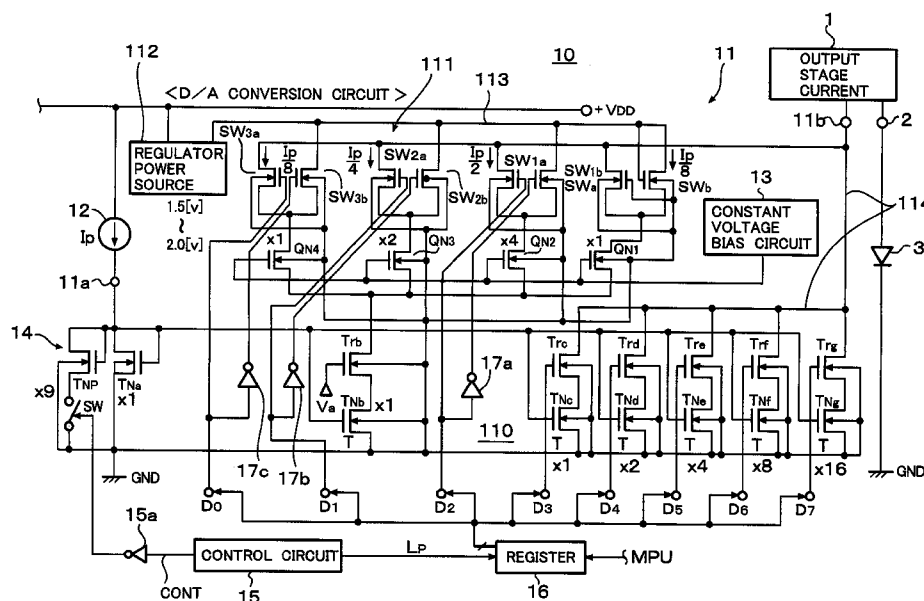 10
1
OUTPUT
STAGE
CURRENT
112
<D/A CONVERSION CIRCUIT>
111
113
11
+VDD
11b
2
REGULATOR
POWER
SOURCE
1.5[v]
~
2.0[v]
SW3a
Ip/8
SW3b
SW2a
Ip/4
SW2b
Ip/2
SW1a
SW1b
SWa
Ip/8
SWb
13
CONSTANT
VOLTAGE
BIAS CIRCUIT
114
3
12
Ip
11a
x1
QN4
x2
QN3
x4
QN2
x1
QN1
14
x9
TNP
TNa
x1
SW
GND
17c
17b
Trb
Va
TNb
x1
T
17a
110
Trc
TNc
T
x1
Trd
TNd
T
x2
Tre
TNe
T
x4
Trf
TNf
T
x8
Trg
TNg
T
x16
GND
D0
D1
D2
D3
D4
D5
D6
D7
15a
CONT
CONTROL CIRCUIT
15
LP
REGISTER
16
MPU